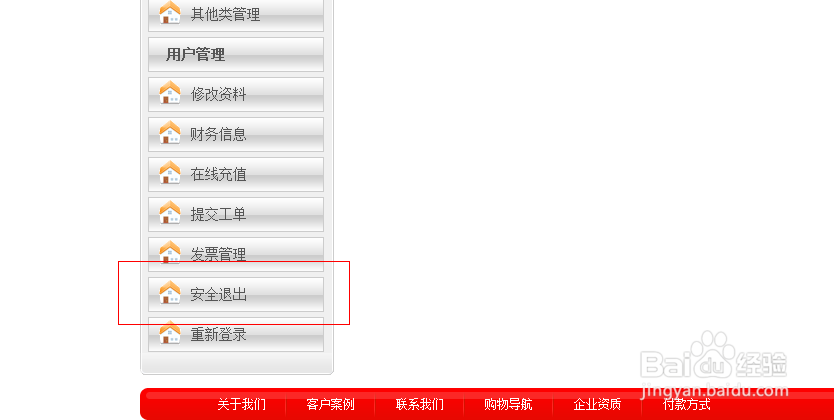 其他类管理
用户管理
修改资料
财务信息
在线充值
提交工单
发票管理
安全退出
重新登录
关于我们 客户案例 联系我们 购物导航 企业资质 付款方式
Baidu经验
jingyan.baidu.com